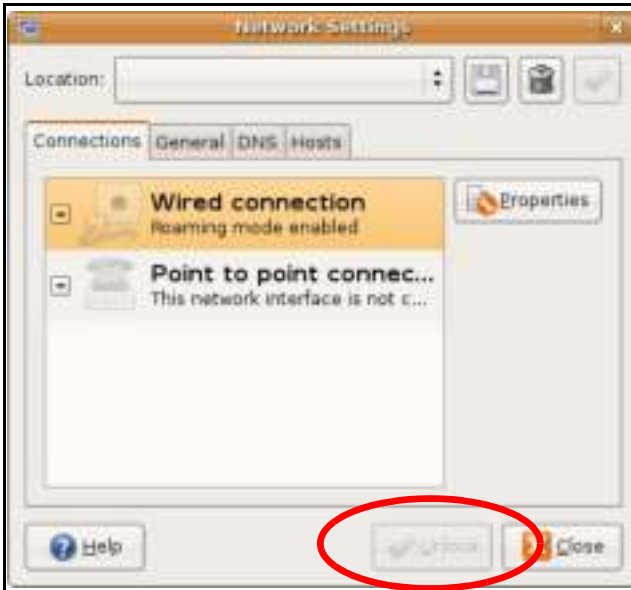 Network Settings
Location:
Connections General DNS Hosts
Wired connection
Roaming mode enabled
Properties
Point to point connec...
This network interface is not c...
Help
Unlock
Close